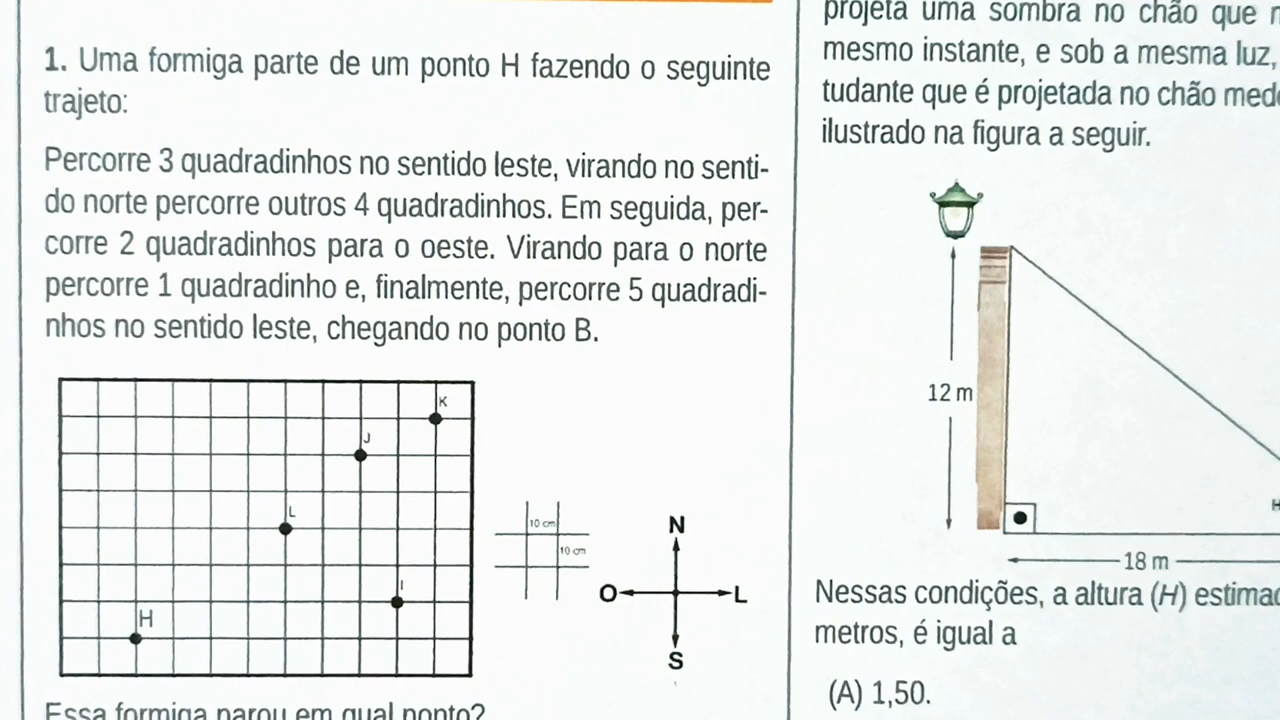 1. Uma formiga parte de um ponto H fazendo o seguinte
trajeto:
Percorre 3 quadradinhos no sentido leste, virando no senti-
do norte percorre outros 4 quadradinhos. Em seguida, per-
corre 2 quadradinhos para o oeste. Virando para o norte
percorre 1 quadradinho e, finalmente, percorre 5 quadradi-
nhos no sentido leste, chegando no ponto B.
K
J
L
I
H
10 cm
10 cm
N
O
L
S
Essa formiga parou em qual ponto?
projeta uma sombra no chão que
mesmo instante, e sob a mesma luz,
tudante que é projetada no chão
ilustrado na figura a seguir.
12 m
H
18 m
Nessas condições, a altura (H)
metros, é igual a
(A) 1,50.